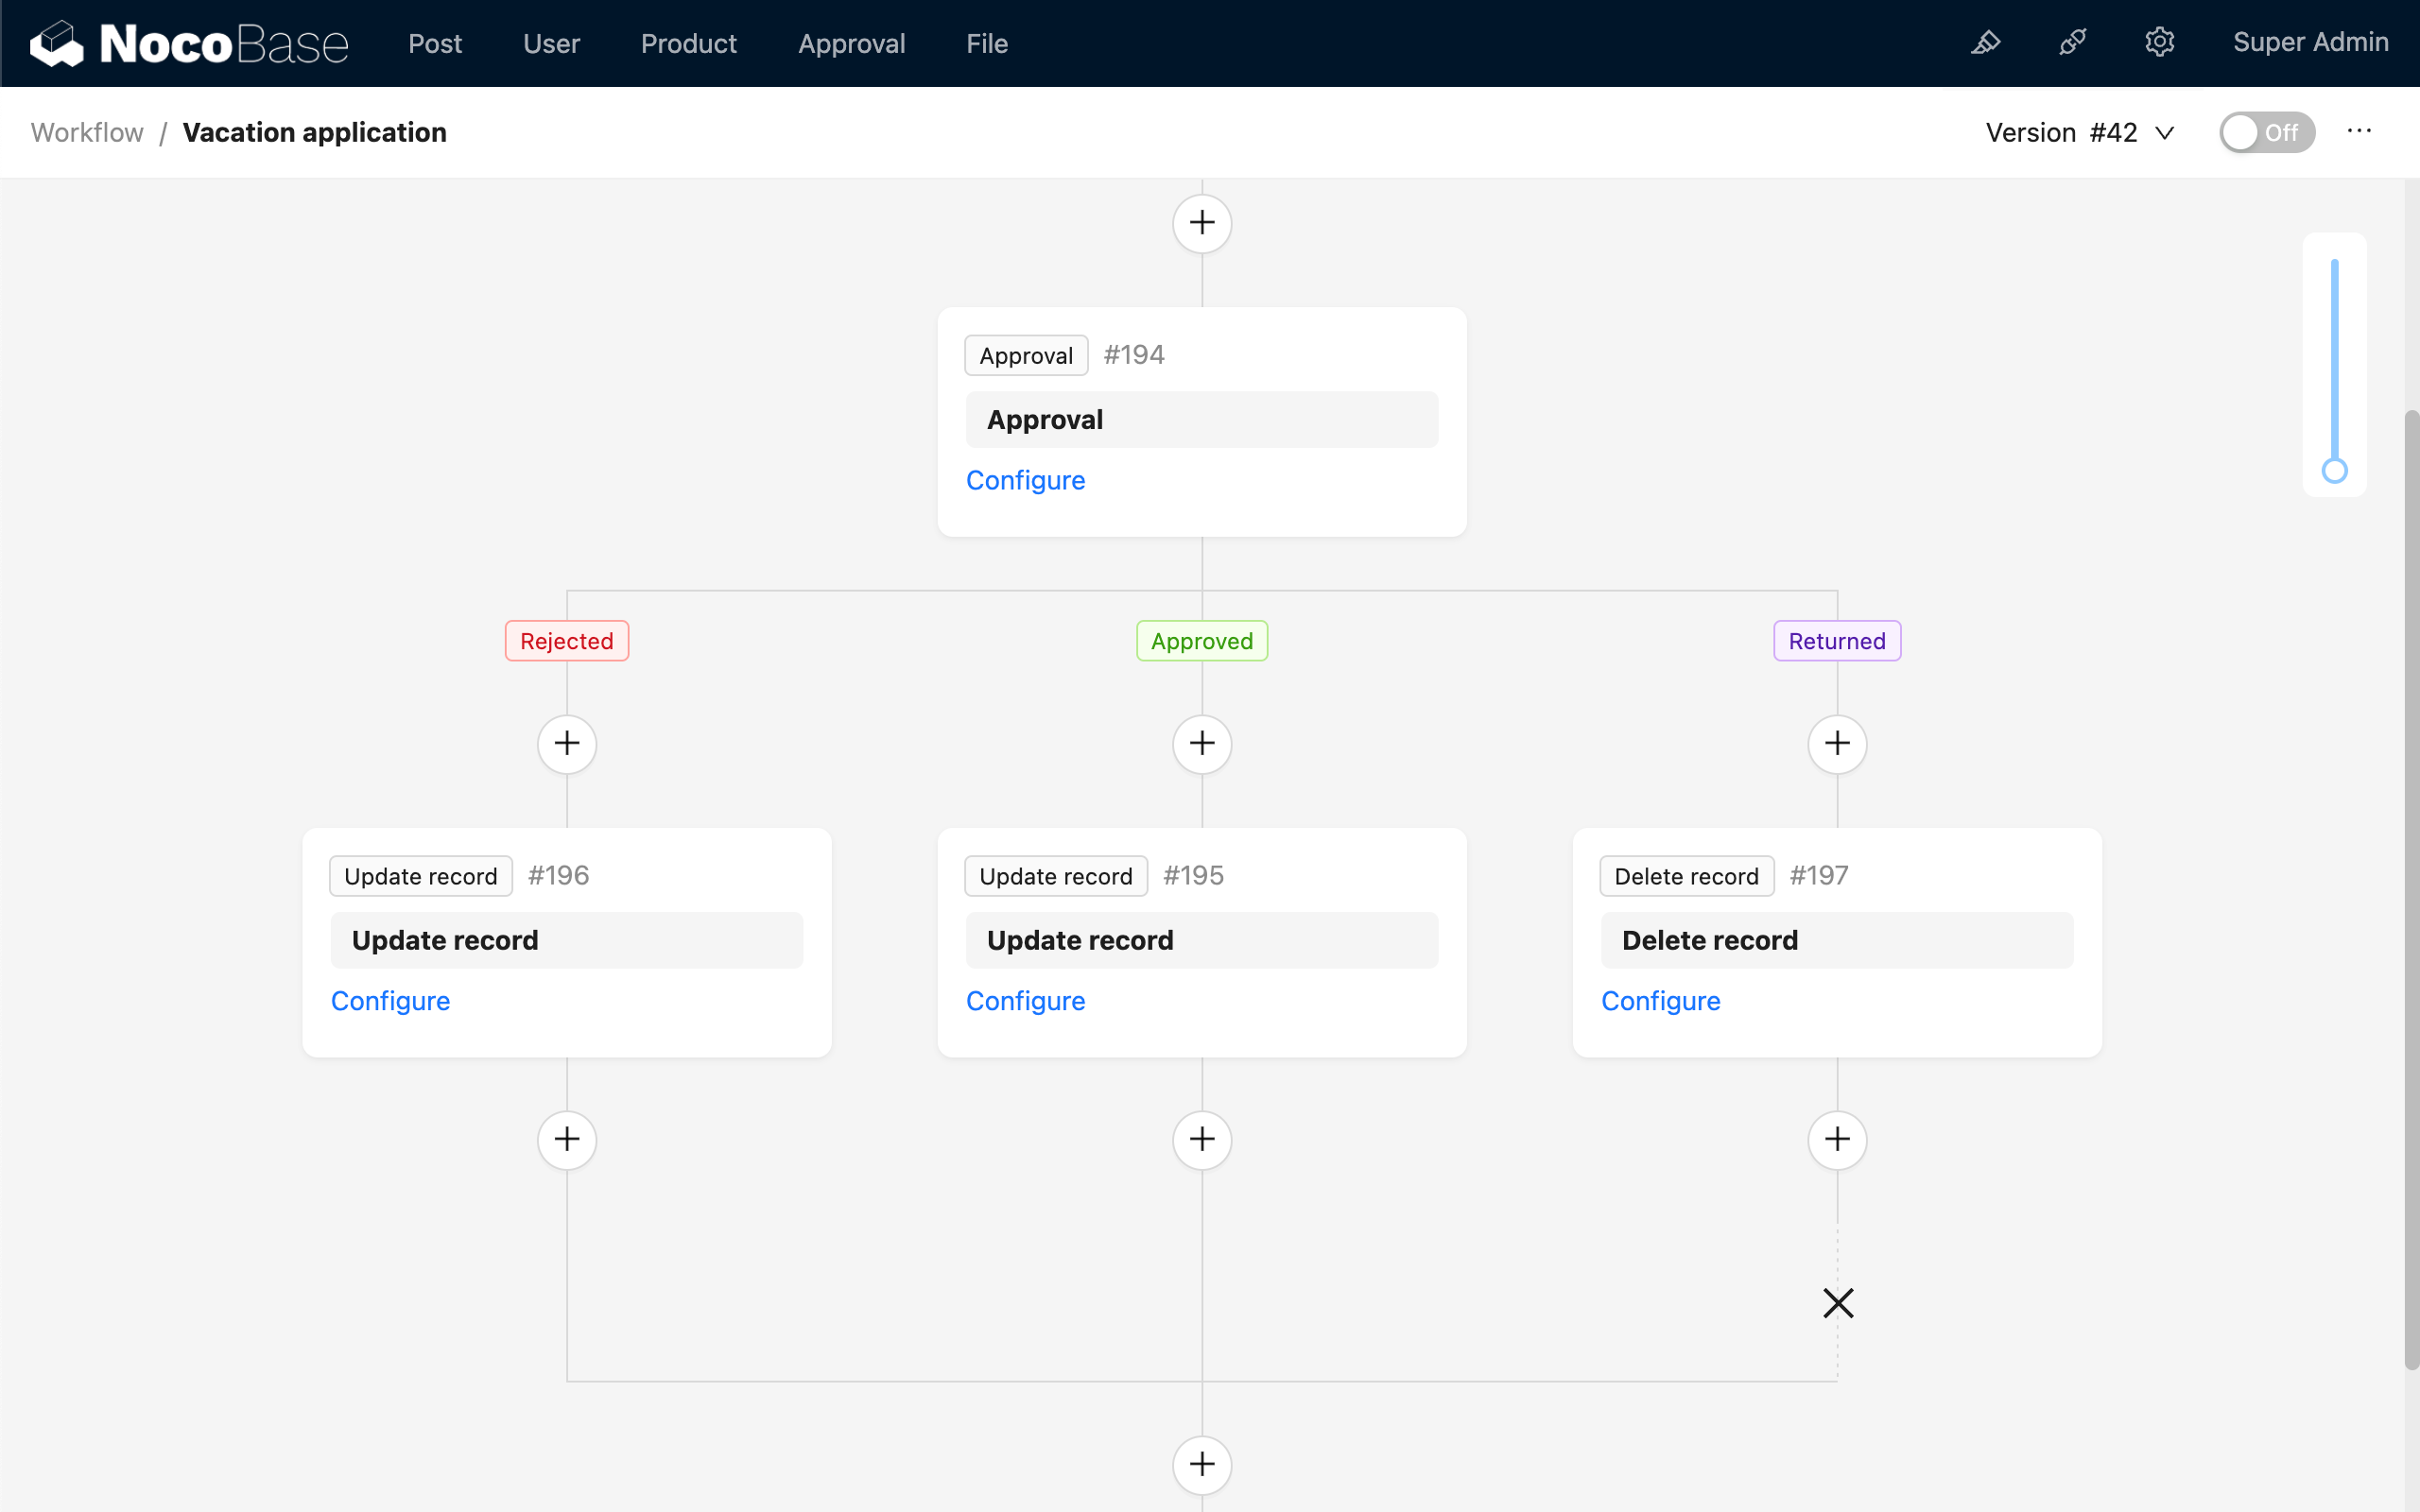 NocoBase Post User Product Approval File Super Admin
Workflow / Vacation application Version #42 Off
Approval #194
Approval
Configure
Rejected Approved Returned
Update record #196 Update record #195 Delete record #197
Update record Update record Delete record
Configure Configure Configure